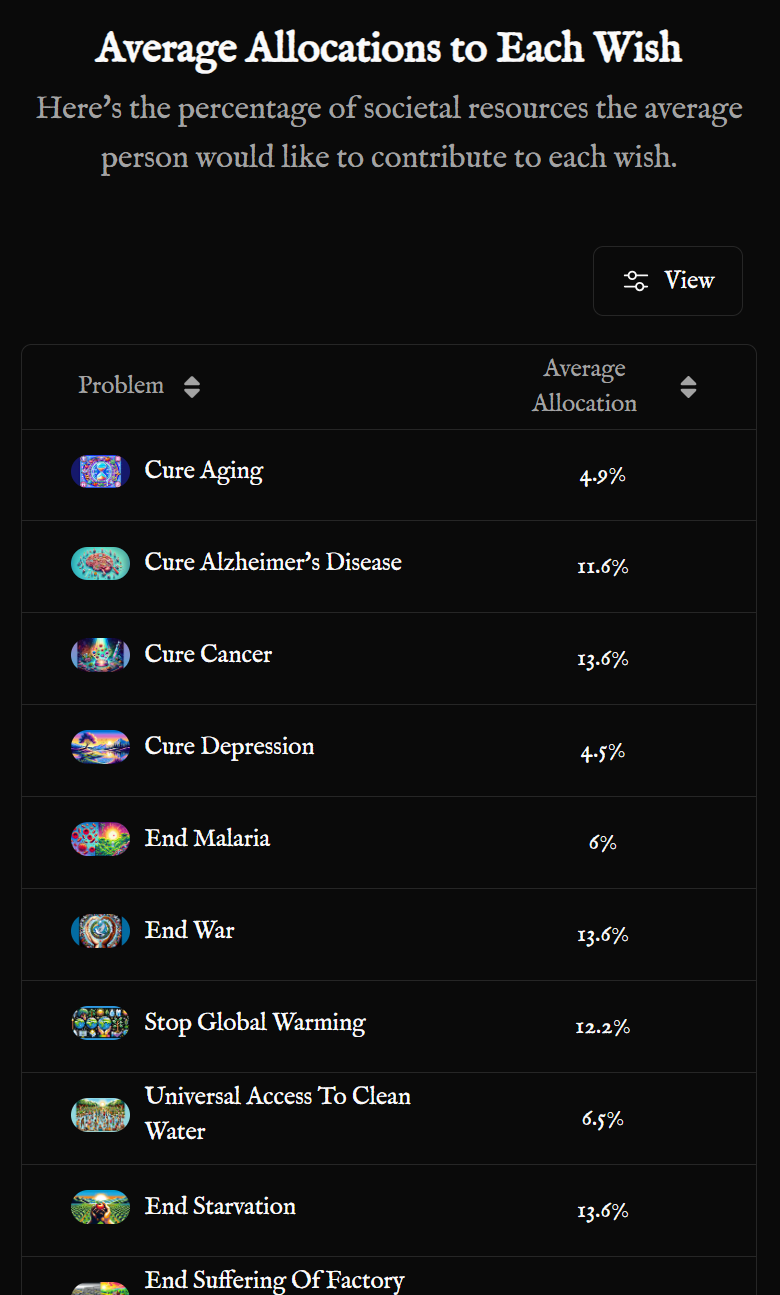 Average Allocations to Each Wish
Here's the percentage of societal resources the average
person would like to contribute to each wish.
View
Problem
Average
Allocation
Cure Aging
4.9%
Cure Alzheimer's Disease
11.6%
Cure Cancer
13.6%
Cure Depression
4.5%
End Malaria
6%
End War
13.6%
Stop Global Warming
12.2%
Universal Access To Clean
Water
6.5%
End Starvation
13.6%
End Suffering Of Factory